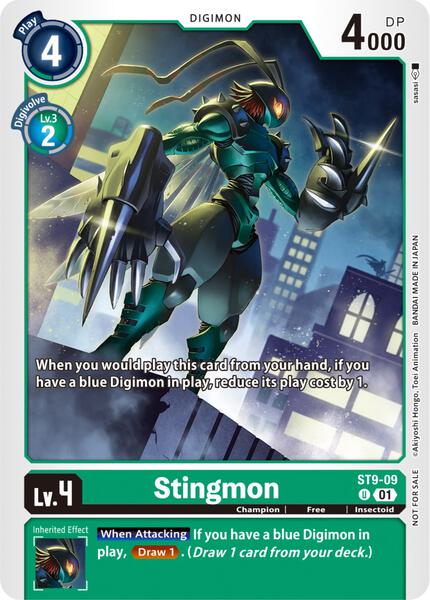 Play
4
DIGIMON
4000 DP
Digivolve
Lv.3
2
sasasi
©Akiyoshi Hongo, Toei Animation BANDAI MADE IN JAPAN
NOT FOR SALE
When you would play this card from your hand, if you
have a blue Digimon in play, reduce its play cost by 1.
Lv.4
Stingmon
ST9-09
U 01
Champion | Free | Insectoid
Inherited Effect
When Attacking If you have a blue Digimon in
play, Draw 1. (Draw 1 card from your deck.)